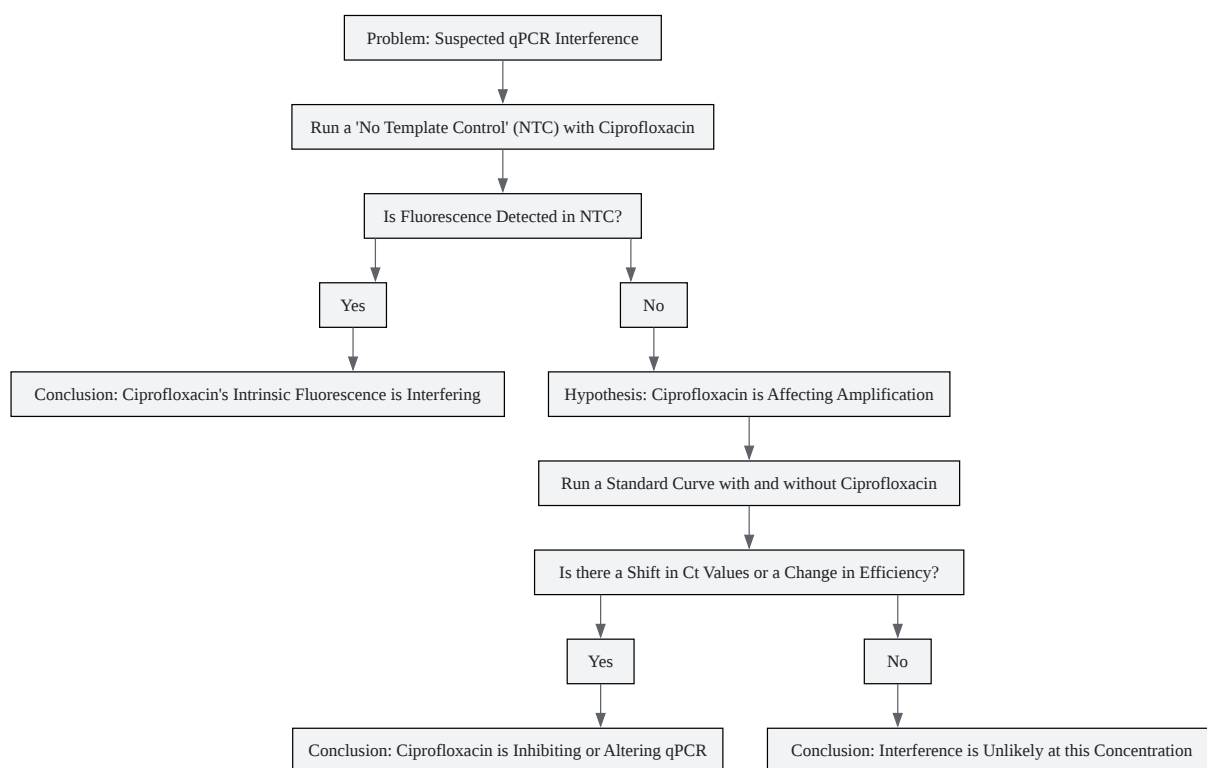 Problem: Suspected qPCR Interference
Run a 'No Template Control' (NTC) with Ciprofloxacin
Is Fluorescence Detected in NTC?
Yes
No
Conclusion: Ciprofloxacin's Intrinsic Fluorescence is Interfering
Hypothesis: Ciprofloxacin is Affecting Amplification
Run a Standard Curve with and without Ciprofloxacin
Is there a Shift in Ct Values or a Change in Efficiency?
Yes
No
Conclusion: Ciprofloxacin is Inhibiting or Altering qPCR
Conclusion: Interference is Unlikely at this Concentration